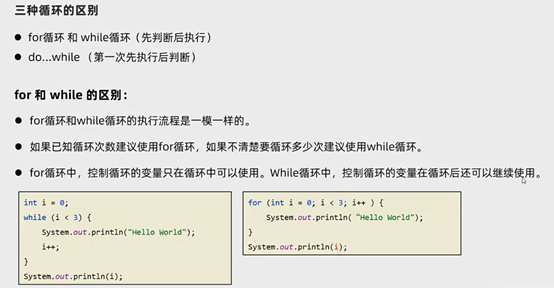 三种循环的区别
● for循环 和 while循环（先判断后执行）
● do...while （第一次先执行后判断）
for 和 while 的区别：
● for循环和while循环的执行流程是一模一样的。
● 如果已知循环次数建议使用for循环，如果不清楚要循环多少次建议使用while循环。
● for循环中，控制循环的变量只在循环中可以使用。While循环中，控制循环的变量在循环后还可以继续使用。
int i = 0;
while (i < 3) {
System.out.println("Hello World");
i++;
}
System.out.println(i);
for (int i = 0; i < 3; i++ ) {
System.out.println( "Hello World");
}
System.out.println(i);